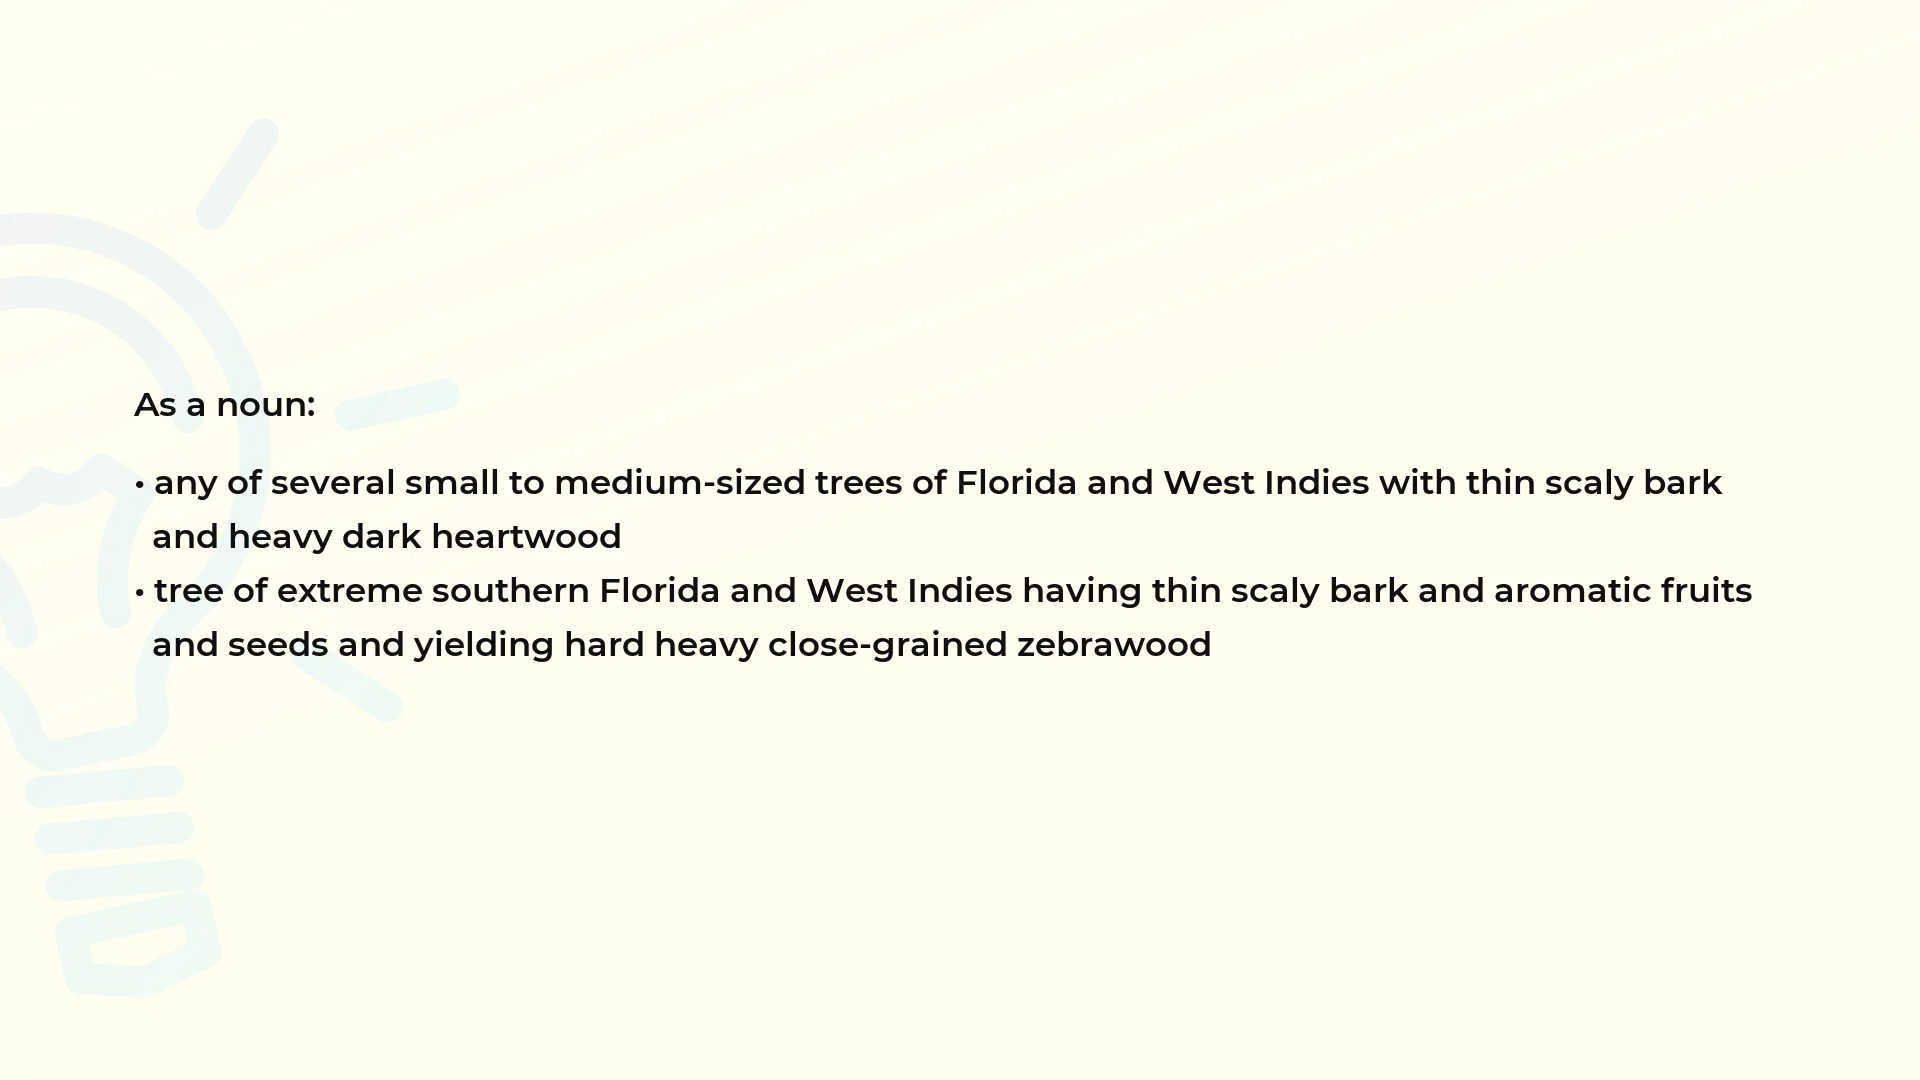 As a noun:
• any of several small to medium-sized trees of Florida and West Indies with thin scaly bark
and heavy dark heartwood
• tree of extreme southern Florida and West Indies having thin scaly bark and aromatic fruits
and seeds and yielding hard heavy close-grained zebrawood